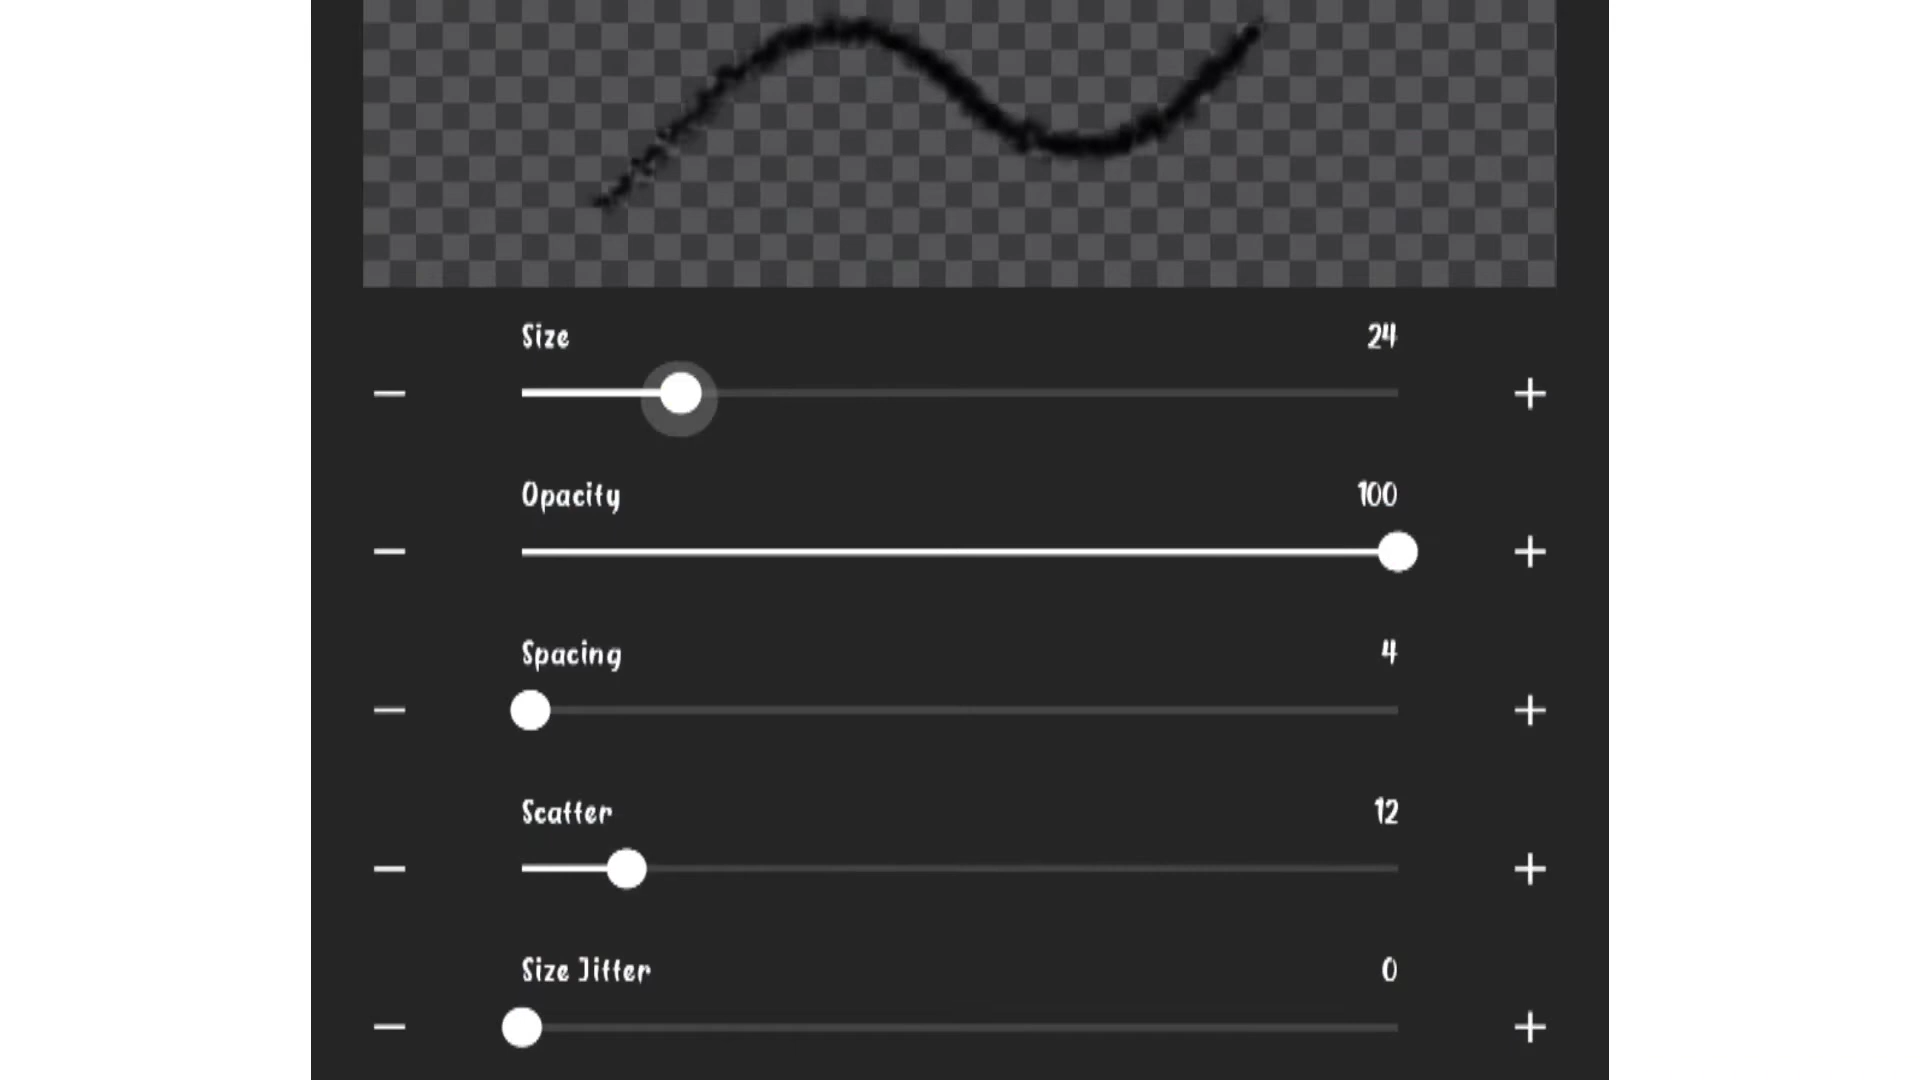 Size 24
Opacity 100
Spacing 4
Scatter 12
Size Jitter 0